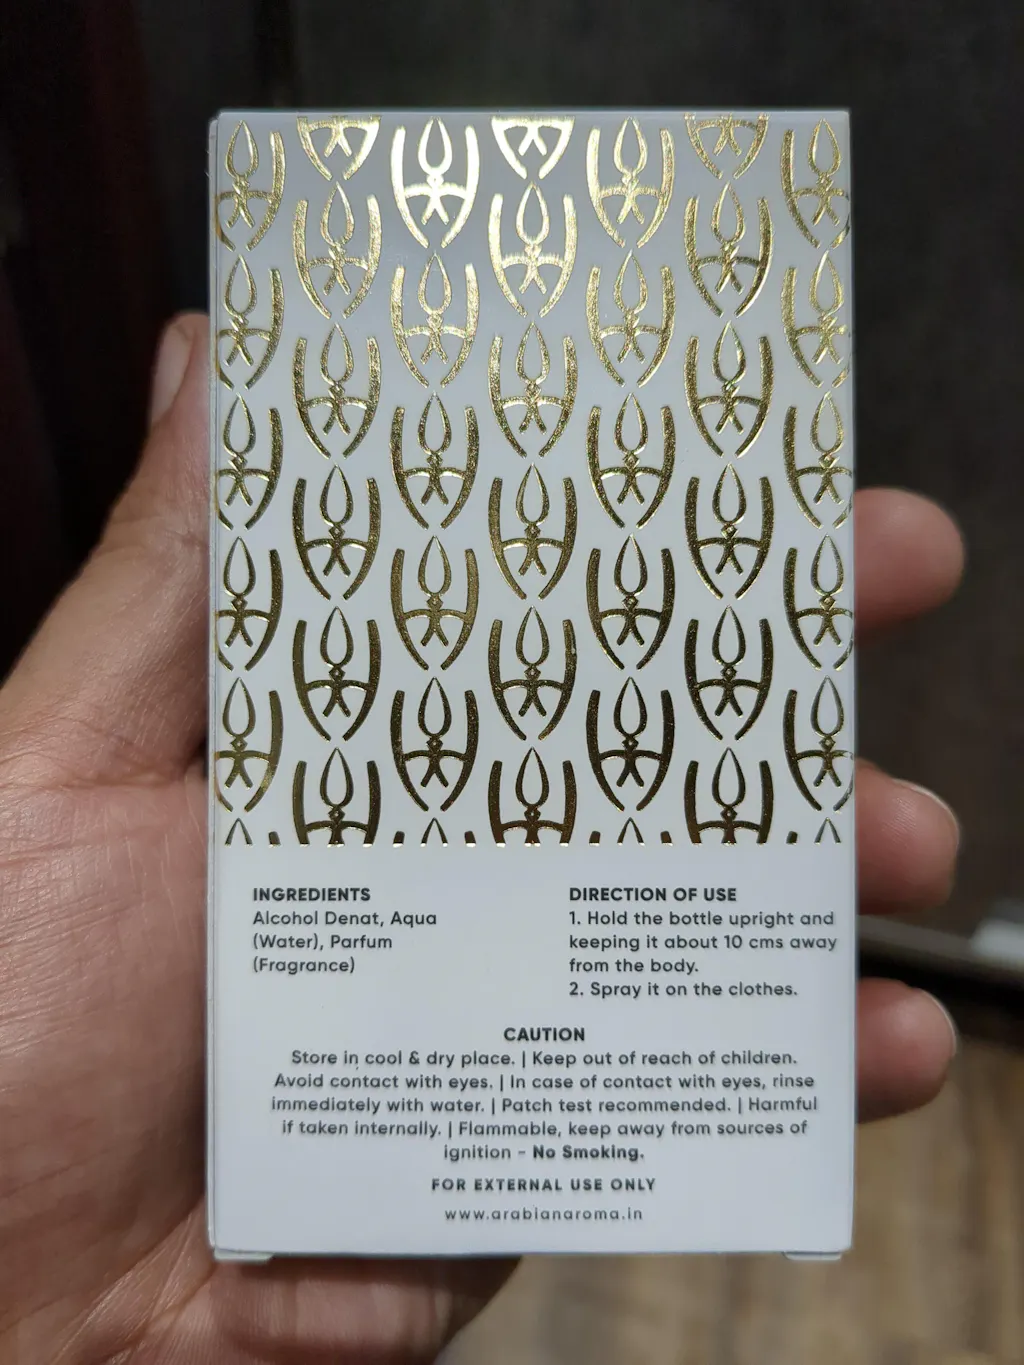 INGREDIENTS
Alcohol Denat, Aqua
(Water), Parfum
(Fragrance)
DIRECTION OF USE
1. Hold the bottle upright and
keeping it about 10 cms away
from the body.
2. Spray it on the clothes.
CAUTION
Store in cool & dry place. | Keep out of reach of children.
Avoid contact with eyes. | In case of contact with eyes, rinse
immediately with water. | Patch test recommended. | Harmful
if taken internally. | Flammable, keep away from sources of
ignition - No Smoking.
FOR EXTERNAL USE ONLY
www.arabianaroma.in